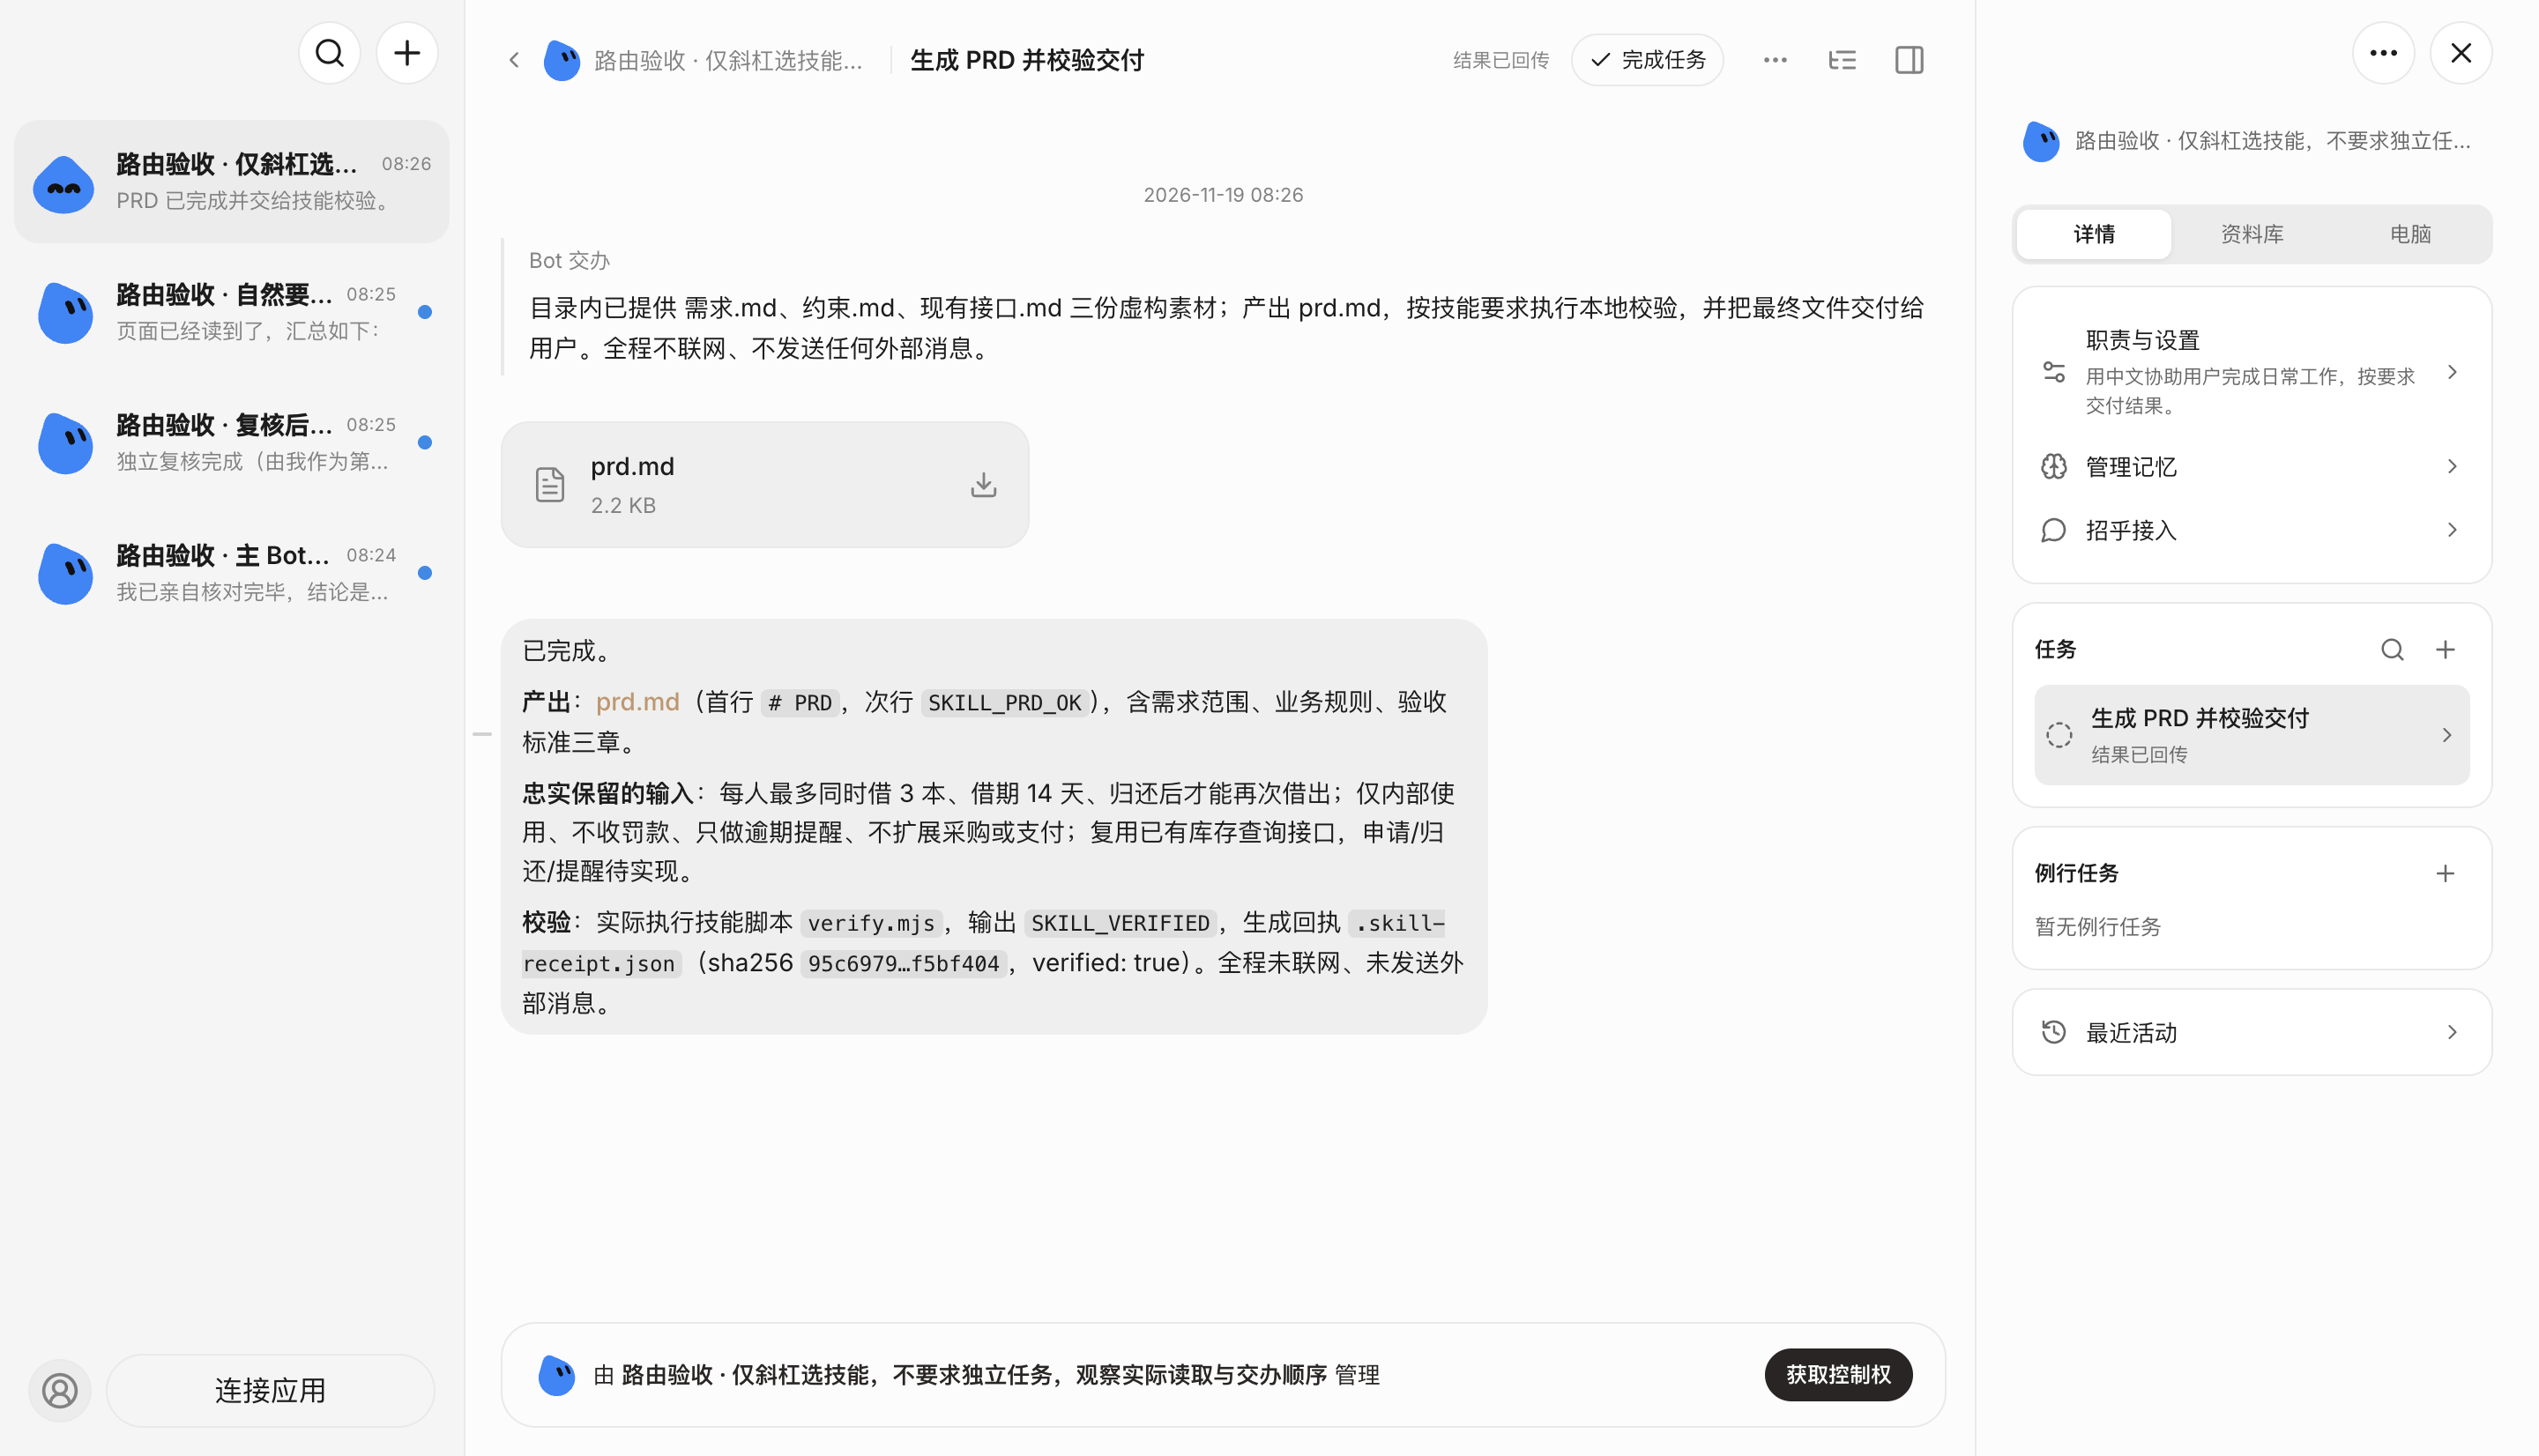 路由验收 · 仅斜杠选... 08:26
PRD 已完成并交给技能校验。
路由验收 · 自然要... 08:25
页面已经读到了，汇总如下：
路由验收 · 复核后... 08:25
独立复核完成（由我作为第...
路由验收 · 主 Bot... 08:24
我已亲自核对完毕，结论是...
连接应用
路由验收 · 仅斜杠选技能... 生成 PRD 并校验交付 结果已回传 完成任务
2026-11-19 08:26
Bot 交办
目录内已提供 需求.md、约束.md、现有接口.md 三份虚构素材；产出 prd.md，按技能要求执行本地校验，并把最终文件交付给
用户。全程不联网、不发送任何外部消息。
prd.md
2.2 KB
已完成。
产出：prd.md（首行 # PRD，次行 SKILL_PRD_OK），含需求范围、业务规则、验收
标准三章。
忠实保留的输入：每人最多同时借 3 本、借期 14 天、归还后才能再次借出；仅内部使
用、不收罚款、只做逾期提醒、不扩展采购或支付；复用已有库存查询接口，申请/归
还/提醒待实现。
校验：实际执行技能脚本 verify.mjs，输出 SKILL_VERIFIED，生成回执 .skill-
receipt.json（sha256 95c6979…f5bf404，verified: true）。全程未联网、未发送外
部消息。
由 路由验收 · 仅斜杠选技能，不要求独立任务，观察实际读取与交办顺序 管理
获取控制权
路由验收 · 仅斜杠选技能，不要求独立任...
详情 资料库 电脑
职责与设置
用中文协助用户完成日常工作，按要求
交付结果。
管理记忆
招乎接入
任务
生成 PRD 并校验交付
结果已回传
例行任务
暂无例行任务
最近活动